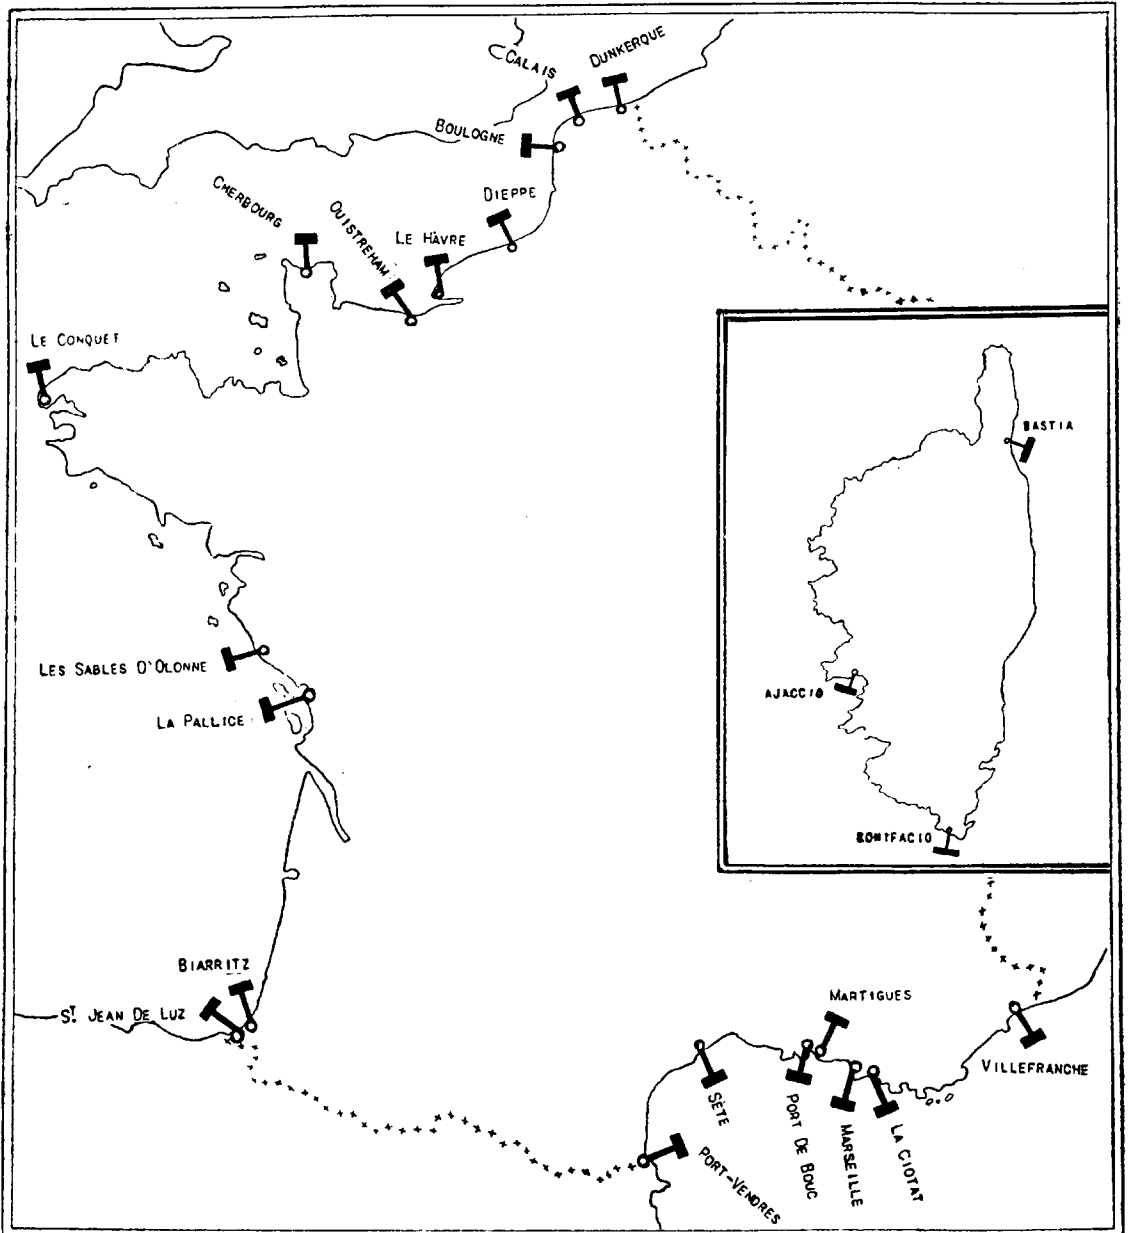 DUNKERQUE
CALAIS
BOULOGNE
DIEPPE
CHERBOURG
OUISTREHAM
LE HÀVRE
LE CONQUET
BASTIA
LES SABLES D'OLONNE
LA PALLICE
AJACCIO
BONIFACIO
BIARRITZ
ST JEAN DE LUZ
MARTIGUES
VILLEFRANCHE
SÈTE
PORT DE BOUC
MARSEILLE
LA CIOTAT
PORT-VENDRES